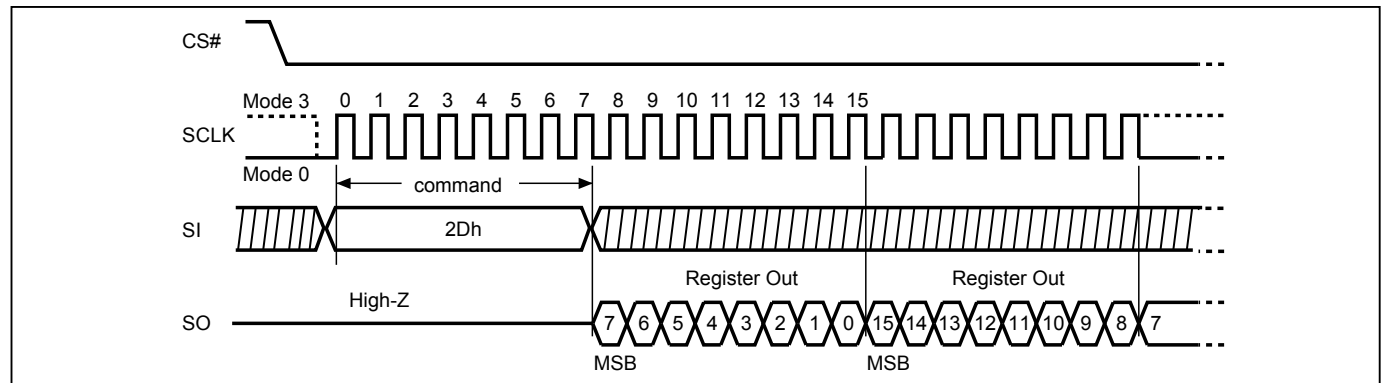 CS#
Mode 3 0 1 2 3 4 5 6 7 8 9 10 11 12 13 14 15
SCLK
Mode 0
command
SI 2Dh
Register Out Register Out
High-Z
SO 7 6 5 4 3 2 1 0 15 14 13 12 11 10 9 8 7
MSB MSB